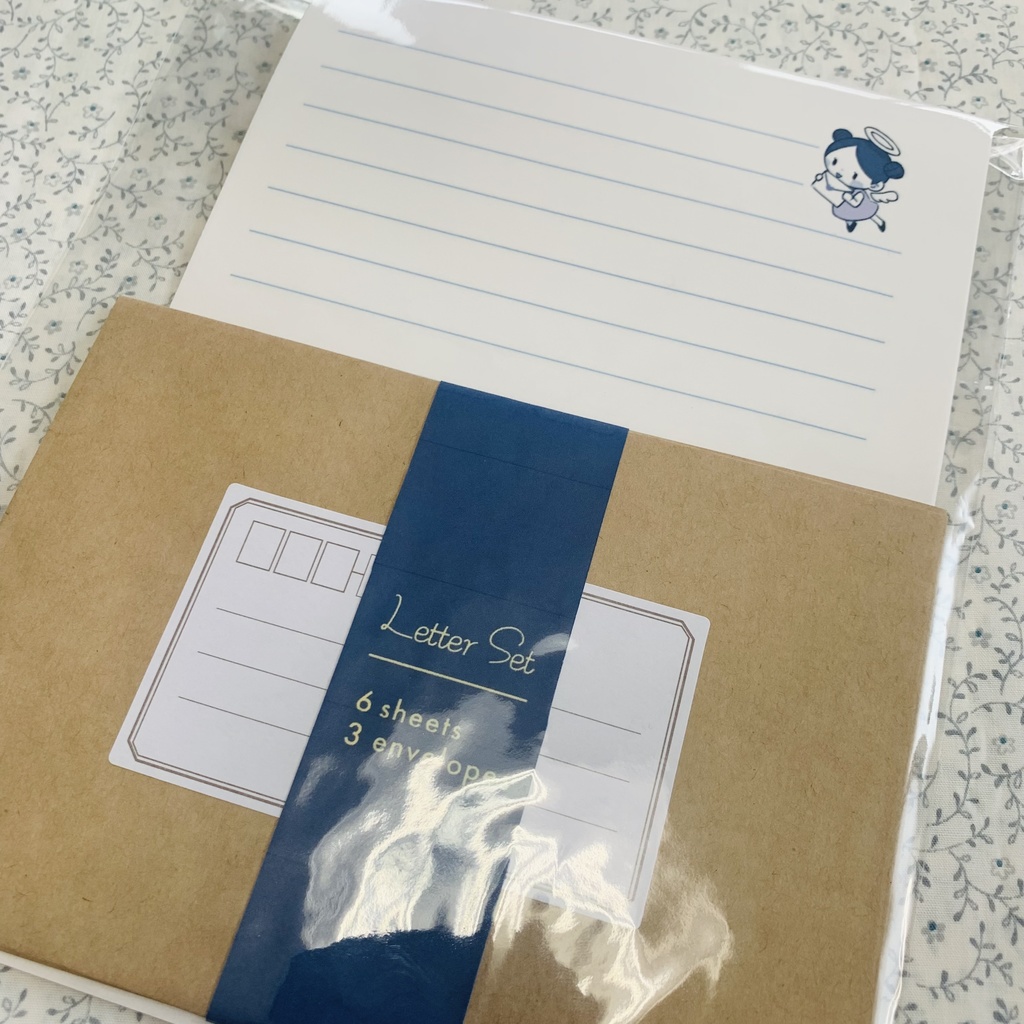 Letter Set
6 sheets
3 envelope